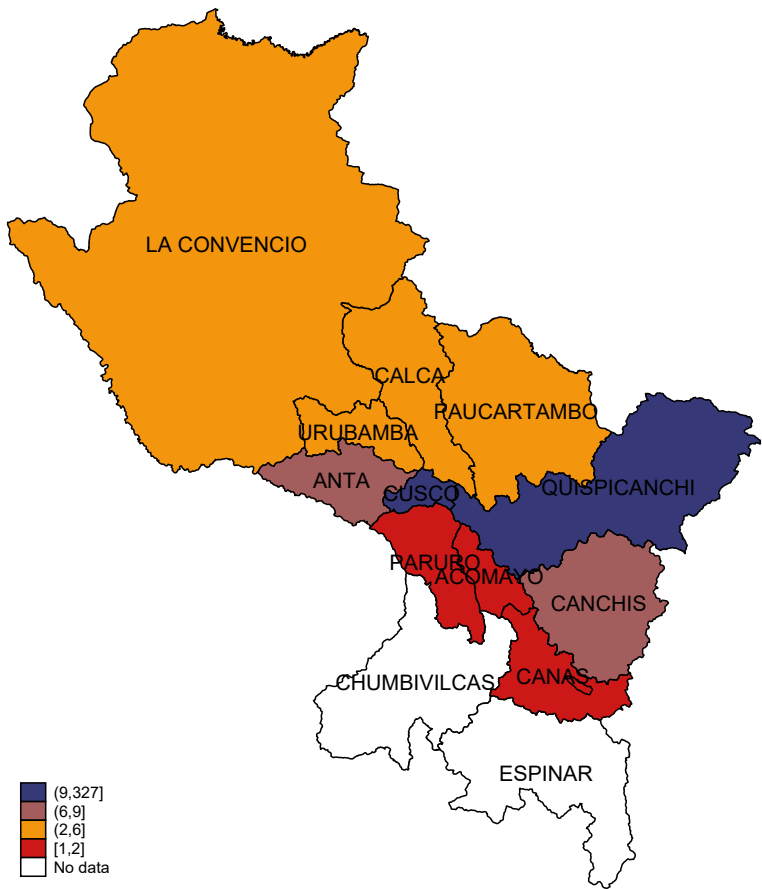 LA CONVENCIO
CALCA
PAUCARTAMBO
URUBAMBA
ANTA
CUSCO
QUISPICANCHI
PARURO
ACOMAYO
CANCHIS
CHUMBIVILCAS
CANAS
ESPINAR
(9,327]
(6,9]
(2,6]
[1,2]
No data